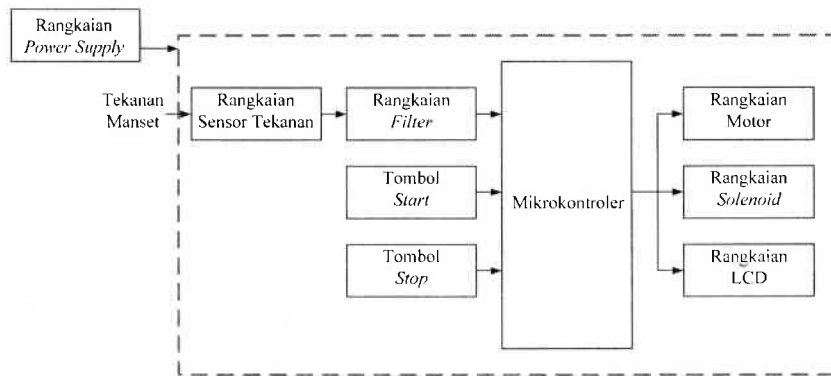 Rangkaian
Power Supply
Tekanan
Manset
Rangkaian
Sensor Tekanan
Rangkaian
Filter
Tombol
Start
Tombol
Stop
Mikrokontroler
Rangkaian
Motor
Rangkaian
Solenoid
Rangkaian
LCD